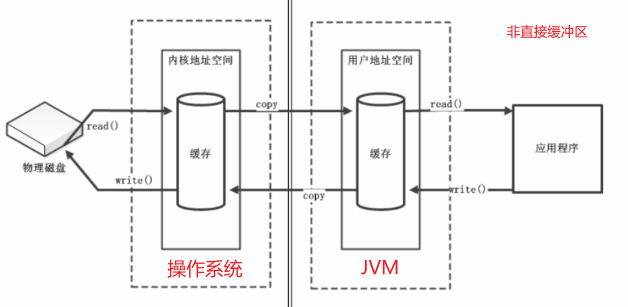 非直接缓冲区
内核地址空间
用户地址空间
copy
read()
read()
缓存
缓存
应用程序
物理磁盘
write()
copy
write()
操作系统
JVM